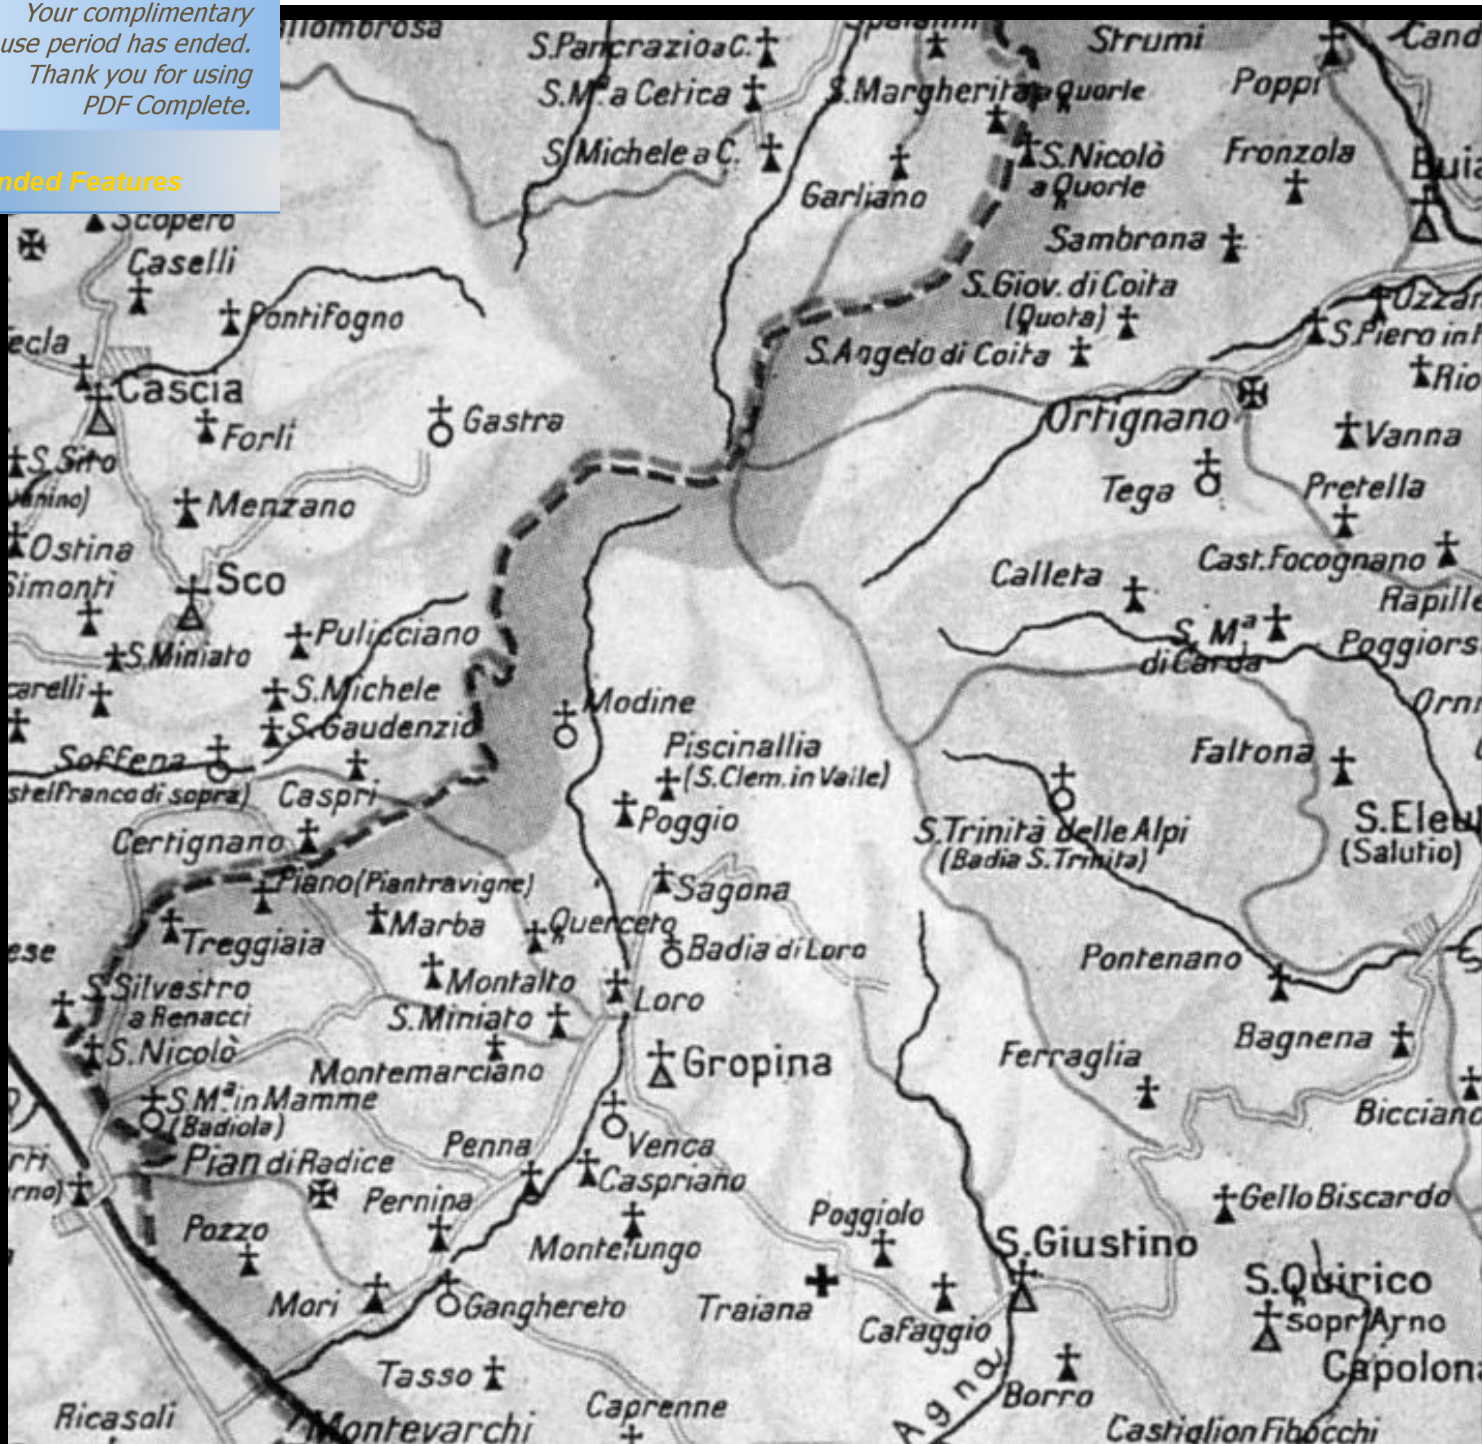 Your complimentary
use period has ended.
Thank you for using
PDF Complete.
nded Features
S.Pancrazio a C.
Strumi
Cand
S.Mª a Cetica
S.Margherita a Quorle
Poppi
S.Michele a C.
S.Nicolò
a Quorle
Fronzola
Garliano
Scopero
Sambrona
Caselli
S.Giov. di Coita
(Quota)
Pontifogno
ecla
S.Angelo di Coita
S.Piero in
Cascia
Rio
Gastra
Ortignano
Forlì
Vanna
S.Sito
Tega
Pretella
Menzano
Ostina
Cast.Focognano
Sco
Calleta
Simonti
Rapille
S.Mª
di Carda
Poggiors
Pulicciano
S.Miniato
carelli
S.Michele
Modine
Orni
S.Gaudenzio
Piscinallia
(S.Clem. in Valle)
Faltona
Soffena
stelfranco di sopra)
Caspri
Poggio
S.Trinità delle Alpi
(Badia S.Trinita)
S.Eleu
(Salutio)
Certignano
Piano (Piantravigne)
Sagona
Marba
Querceto
Treggiaia
Badia di Loro
ese
Pontenano
Montalto
S.Silvestro
a Renacci
Loro
S.Miniato
Bagnena
S.Nicolò
Gropina
Ferraglia
Montemarciano
S.Mª in Mamme
(Badiola)
Bicciano
Penna
Venca
Pian di Radice
Caspriano
rno)
Pernina
Gello Biscardo
Pozzo
Poggiolo
Montelungo
S.Giustino
S.Quirico
sopr'Arno
Mori
Ganghereto
Traiana
Cafaggio
Capolona
Tasso
Agna
Borro
Ricasoli
Caprenne
Montevarchi
Castiglion Fibocchi